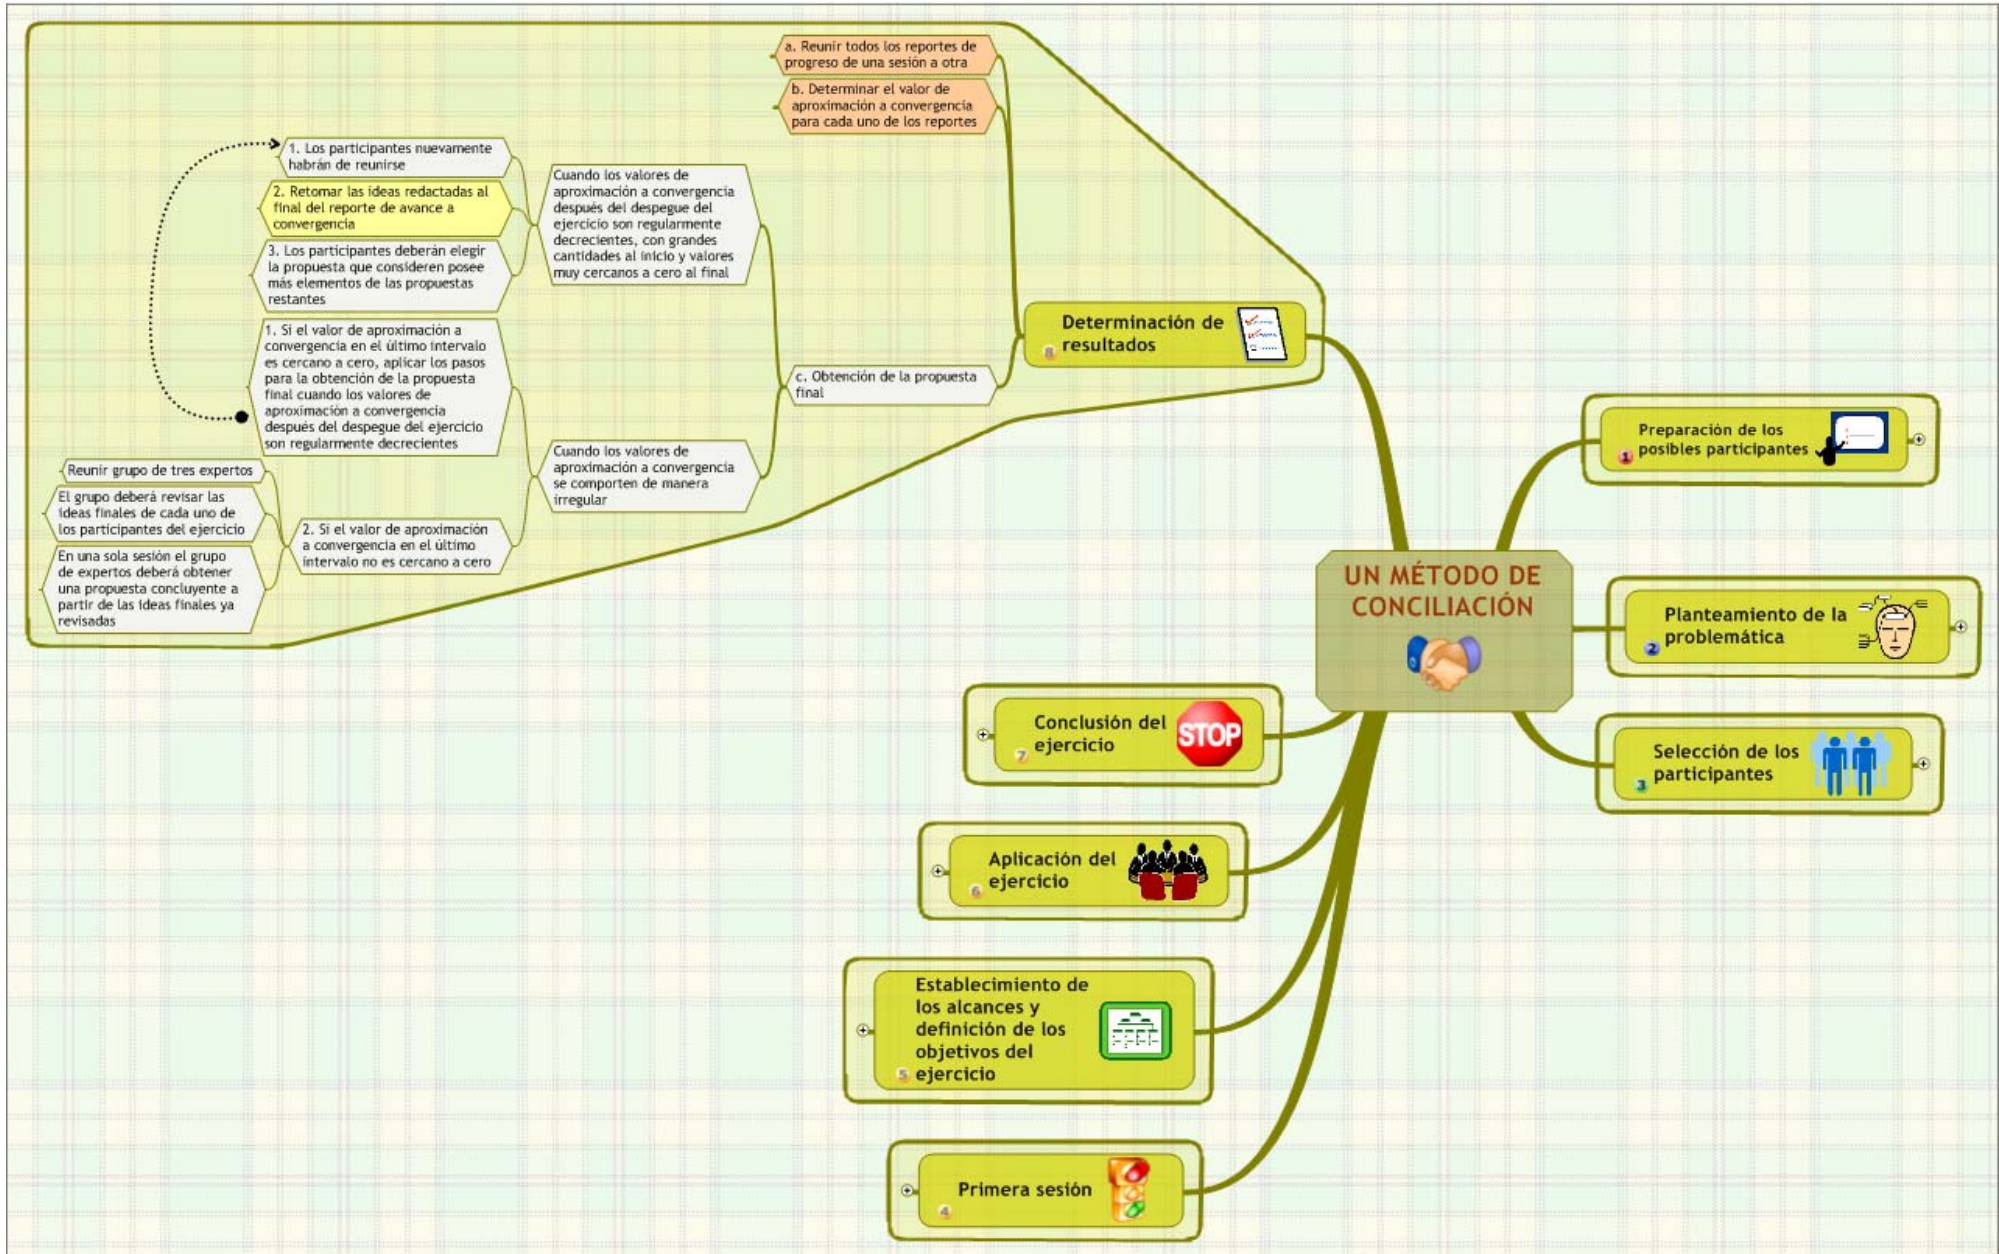 a. Reunir todos los reportes de
progreso de una sesión a otra
b. Determinar el valor de
aproximación a convergencia
para cada uno de los reportes
1. Los participantes nuevamente
habrán de reunirse
2. Retomar las ideas redactadas al
final del reporte de avance a
convergencia
3. Los participantes deberán elegir
la propuesta que consideren posee
más elementos de las propuestas
restantes
Cuando los valores de
aproximación a convergencia
después del despegue del
ejercicio son regularmente
decrecientes, con grandes
cantidades al inicio y valores
muy cercanos a cero al final
1. Si el valor de aproximación a
convergencia en el último intervalo
es cercano a cero, aplicar los pasos
para la obtención de la propuesta
final cuando los valores de
aproximación a convergencia
después del despegue del ejercicio
son regularmente decrecientes
Reunir grupo de tres expertos
El grupo deberá revisar las
ideas finales de cada uno de
los participantes del ejercicio
En una sola sesión el grupo
de expertos deberá obtener
una propuesta concluyente a
partir de las ideas finales ya
revisadas
2. Si el valor de aproximación
a convergencia en el último
intervalo no es cercano a cero
Cuando los valores de
aproximación a convergencia
se comporten de manera
irregular
c. Obtención de la propuesta
final
Determinación de
resultados
8
UN MÉTODO DE
CONCILIACIÓN
Preparación de los
posibles participantes
1
Planteamiento de la
problemática
2
Selección de los
participantes
3
Conclusión del
ejercicio
7
STOP
Aplicación del
ejercicio
6
Establecimiento de
los alcances y
definición de los
objetivos del
ejercicio
5
Primera sesión
4